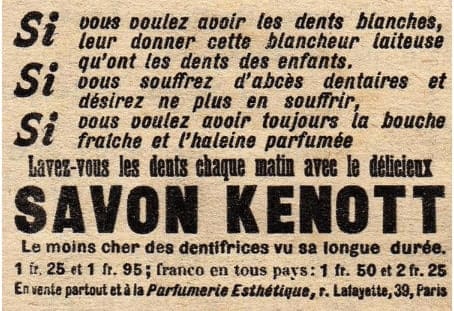 Si vous voulez avoir les dents blanches,
leur donner cette blancheur laiteuse
qu'ont les dents des enfants.
Si vous souffrez d'abcès dentaires et
désirez ne plus en souffrir,
Si vous voulez avoir toujours la bouche
fraîche et l'haleine parfumée
Lavez-vous les dents chaque matin avec le délicieux
SAVON KENOTT
Le moins cher des dentifrices vu sa longue durée.
1 fr. 25 et 1 fr. 95; franco en tous pays: 1 fr. 50 et 2 fr. 25
En vente partout et à la Parfumerie Esthétique, r. Lafayette, 39, Paris